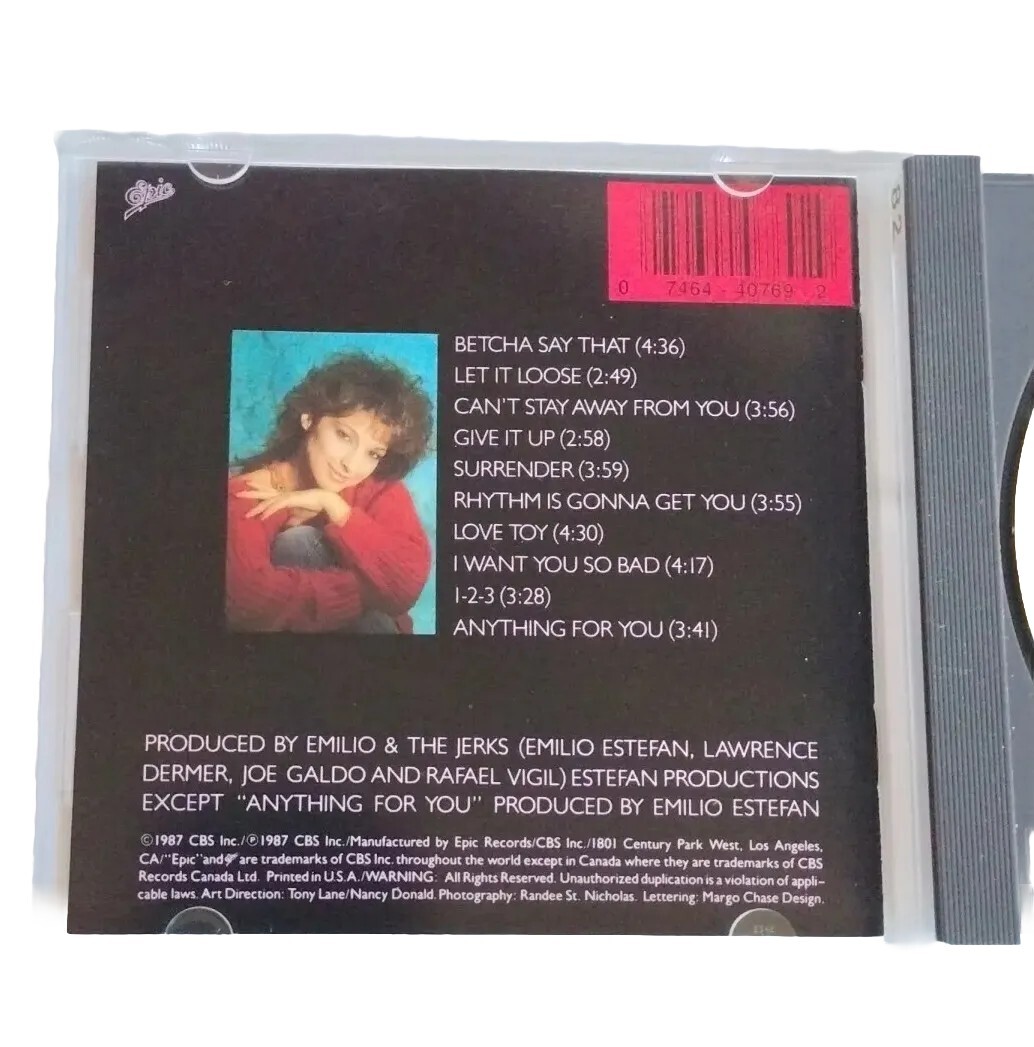 Epic
82
0 7464-40769 2
BETCHA SAY THAT (4:36)
LET IT LOOSE (2:49)
CAN'T STAY AWAY FROM YOU (3:56)
GIVE IT UP (2:58)
SURRENDER (3:59)
RHYTHM IS GONNA GET YOU (3:55)
LOVE TOY (4:30)
I WANT YOU SO BAD (4:17)
1-2-3 (3:28)
ANYTHING FOR YOU (3:41)
PRODUCED BY EMILIO & THE JERKS (EMILIO ESTEFAN, LAWRENCE
DERMER, JOE GALDO AND RAFAEL VIGIL) ESTEFAN PRODUCTIONS
EXCEPT "ANYTHING FOR YOU" PRODUCED BY EMILIO ESTEFAN
©1987 CBS Inc./℗1987 CBS Inc./Manufactured by Epic Records/CBS Inc./1801 Century Park West, Los Angeles,
CA/"Epic" and are trademarks of CBS Inc. throughout the world except in Canada where they are trademarks of CBS
Records Canada Ltd. Printed in U.S.A./WARNING: All Rights Reserved. Unauthorized duplication is a violation of appli-
cable laws. Art Direction: Tony Lane/Nancy Donald. Photography: Randee St. Nicholas. Lettering: Margo Chase Design.